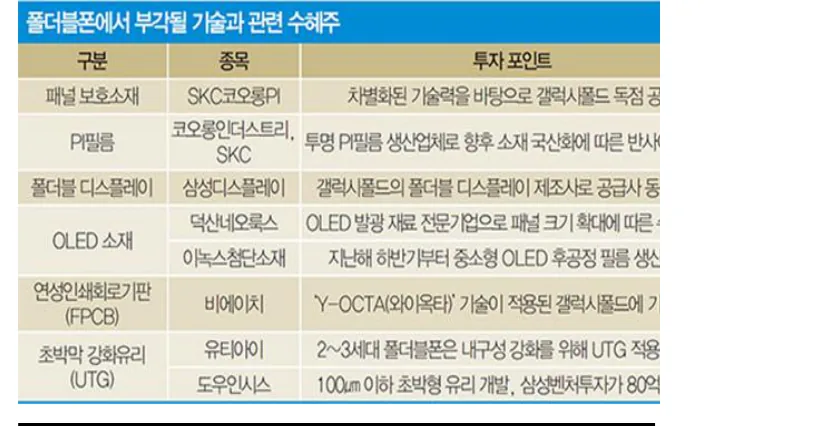 폴더블폰에서 부각될 기술과 관련 수혜주
구분 종목 투자 포인트
패널 보호소재 SKC코오롱PI 차별화된 기술력을 바탕으로 갤럭시폴드 독점 공
PI필름 코오롱인더스트리, SKC 투명 PI필름 생산업체로 향후 소재 국산화에 따른 반사
폴더블 디스플레이 삼성디스플레이 갤럭시폴드의 폴더블 디스플레이 제조사로 공급사 동
OLED 소재 덕산네오룩스 OLED 발광 재료 전문기업으로 패널 크기 확대에 따른
이녹스첨단소재 지난해 하반기부터 중소형 OLED 후공정 필름 생산
연성인쇄회로기판 (FPCB) 비에이치 'Y-OCTA(와이옥타)' 기술이 적용된 갤럭시폴드에 기
초박막 강화유리 (UTG) 유티아이 2~3세대 폴더블폰은 내구성 강화를 위해 UTG 적용
도우인시스 100㎛ 이하 초박형 유리 개발, 삼성벤처투자가 80억